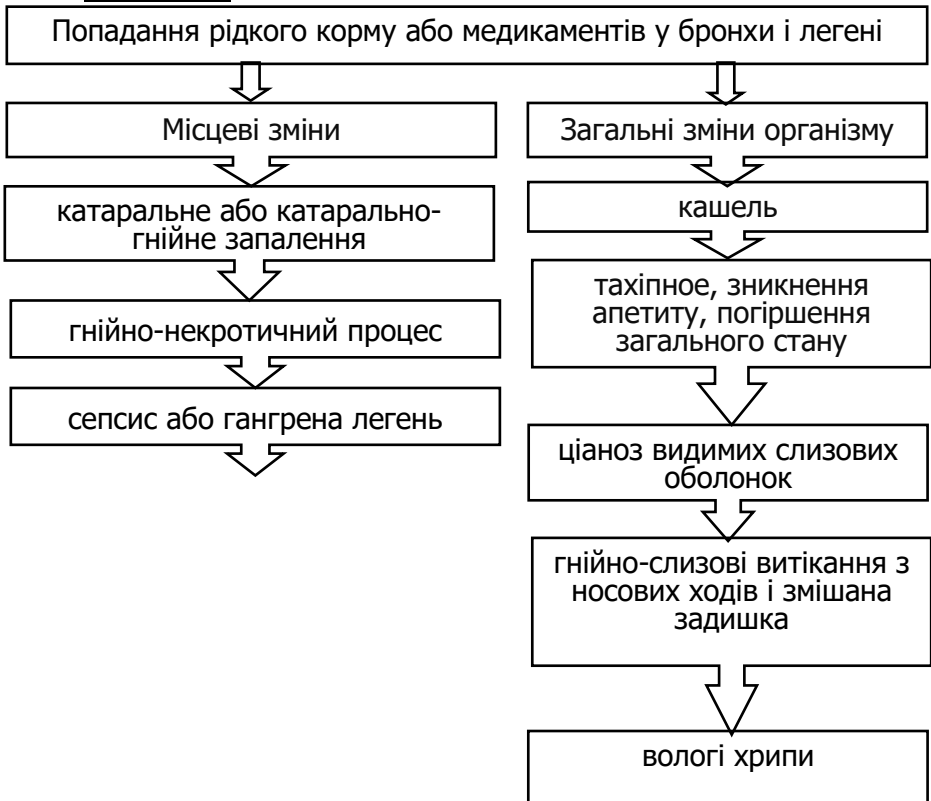 Попадання рідкого корму або медикаментів у бронхи і легені
Місцеві зміни
катаральне або катарально-
гнійне запалення
гнійно-некротичний процес
сепсис або гангрена легень
Загальні зміни організму
кашель
тахіпное, зникнення
апетиту, погіршення
загального стану
ціаноз видимих слизових
оболонок
гнійно-слизові витікання з
носових ходів і змішана
задишка
вологі хрипи